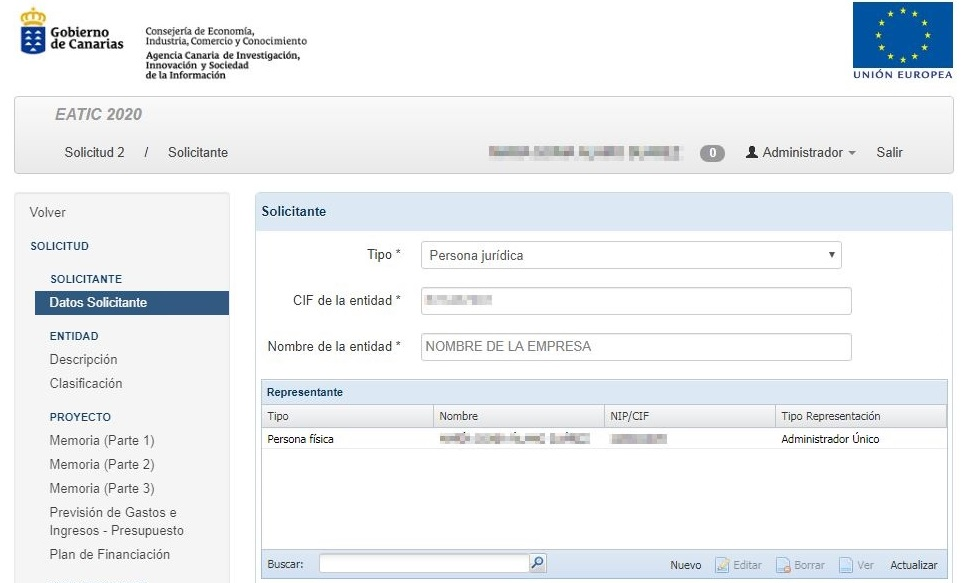 Gobierno
de Canarias
Consejería de Economía,
Industria, Comercio y Conocimiento
Agencia Canaria de Investigación,
Innovación y Sociedad
de la Información
UNIÓN EUROPEA
EATIC 2020
Solicitud 2 / Solicitante
0 Administrador Salir
Volver
SOLICITUD
SOLICITANTE
Datos Solicitante
ENTIDAD
Descripción
Clasificación
PROYECTO
Memoria (Parte 1)
Memoria (Parte 2)
Memoria (Parte 3)
Previsión de Gastos e
Ingresos - Presupuesto
Plan de Financiación
Solicitante
Tipo * Persona jurídica
CIF de la entidad *
Nombre de la entidad * NOMBRE DE LA EMPRESA
Representante
Tipo Nombre NIP/CIF Tipo Representación
Persona física Administrador Único
Buscar: Nuevo Editar Borrar Ver Actualizar